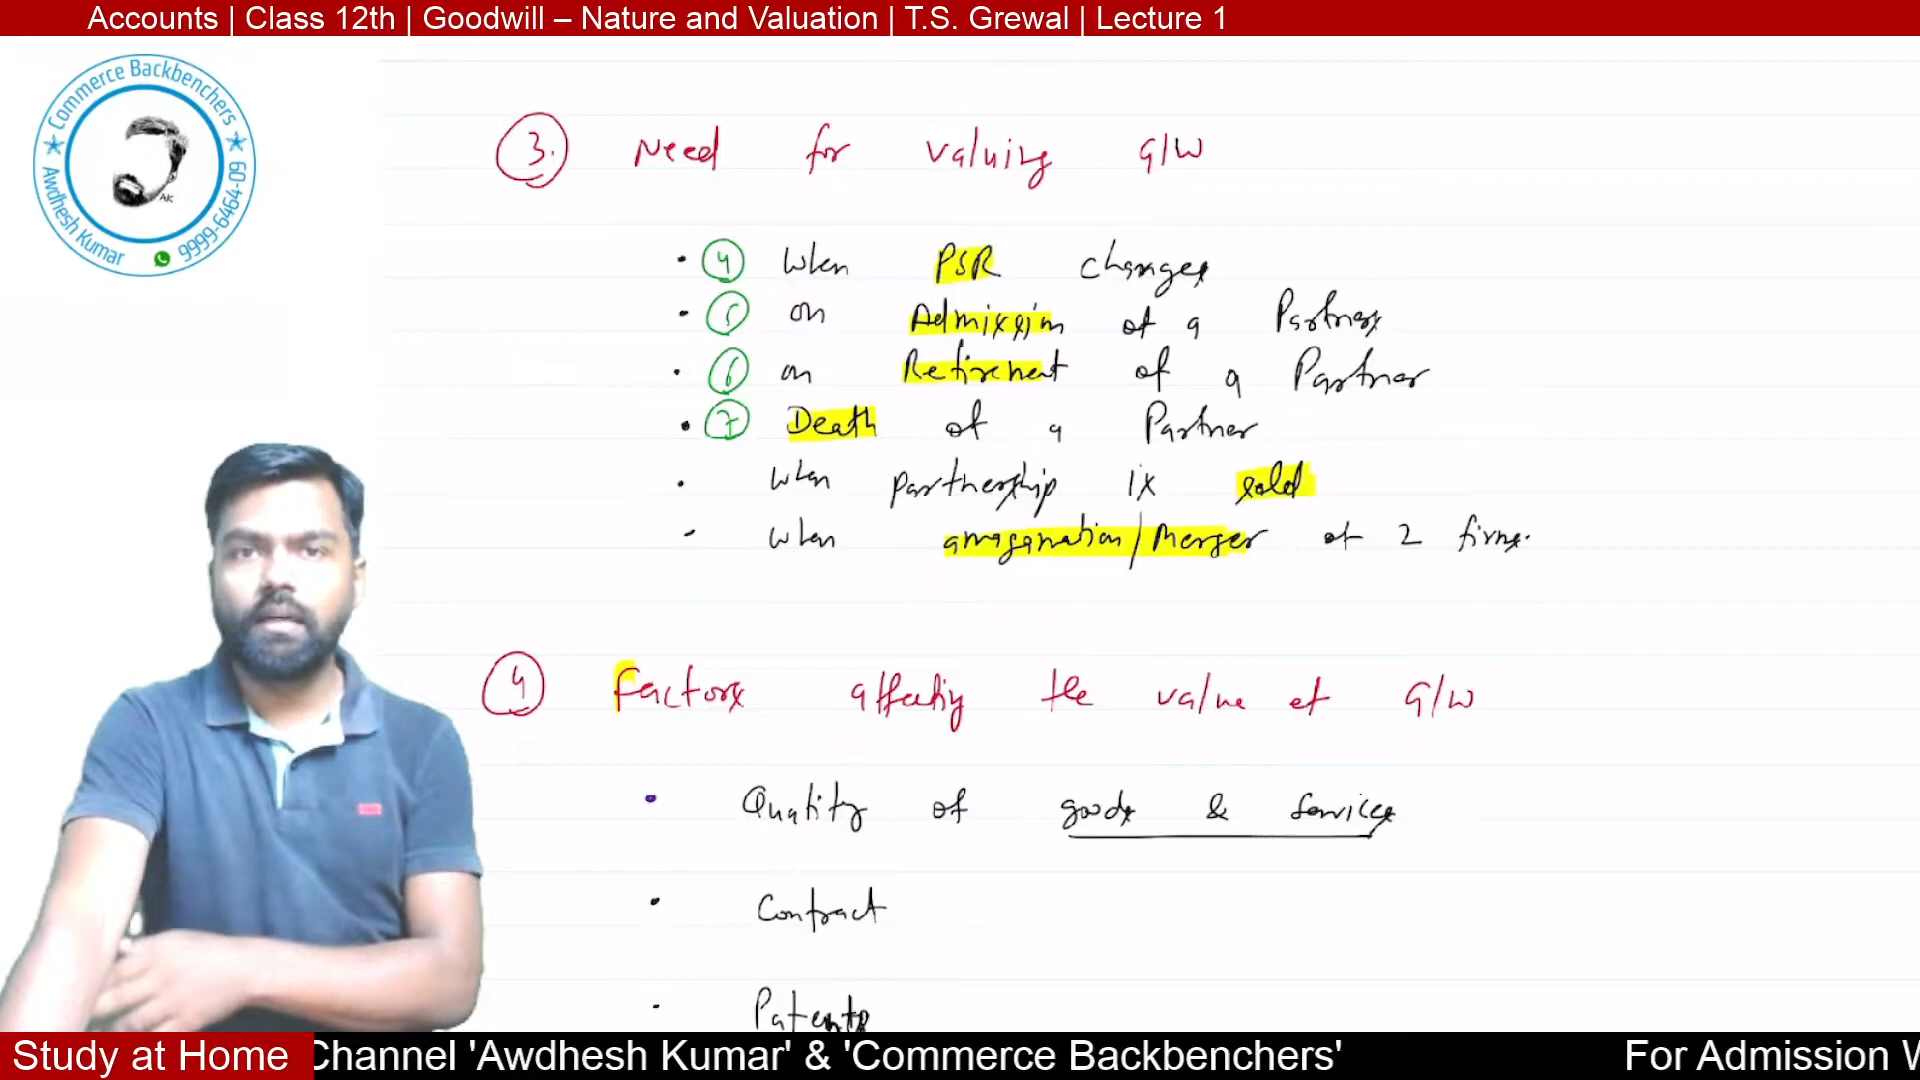 Accounts | Class 12th | Goodwill – Nature and Valuation | T.S. Grewal | Lecture 1
Commerce Backbenchers
Awdhesh Kumar 9999-6464-09
AK
3. Need for valuing G/W
• 4 when PSR changes
• 5 on Admission of a Partner
• 6 on Retirement of a Partner
• 7 Death of a Partner
• when partnership is sold
- when amagamation/Merger of 2 firms.
4 Factors affecting the value of G/W
• Quality of goods & services
• Contract
• Patents
Study at Home Channel 'Awdhesh Kumar' & 'Commerce Backbenchers' For Admission W